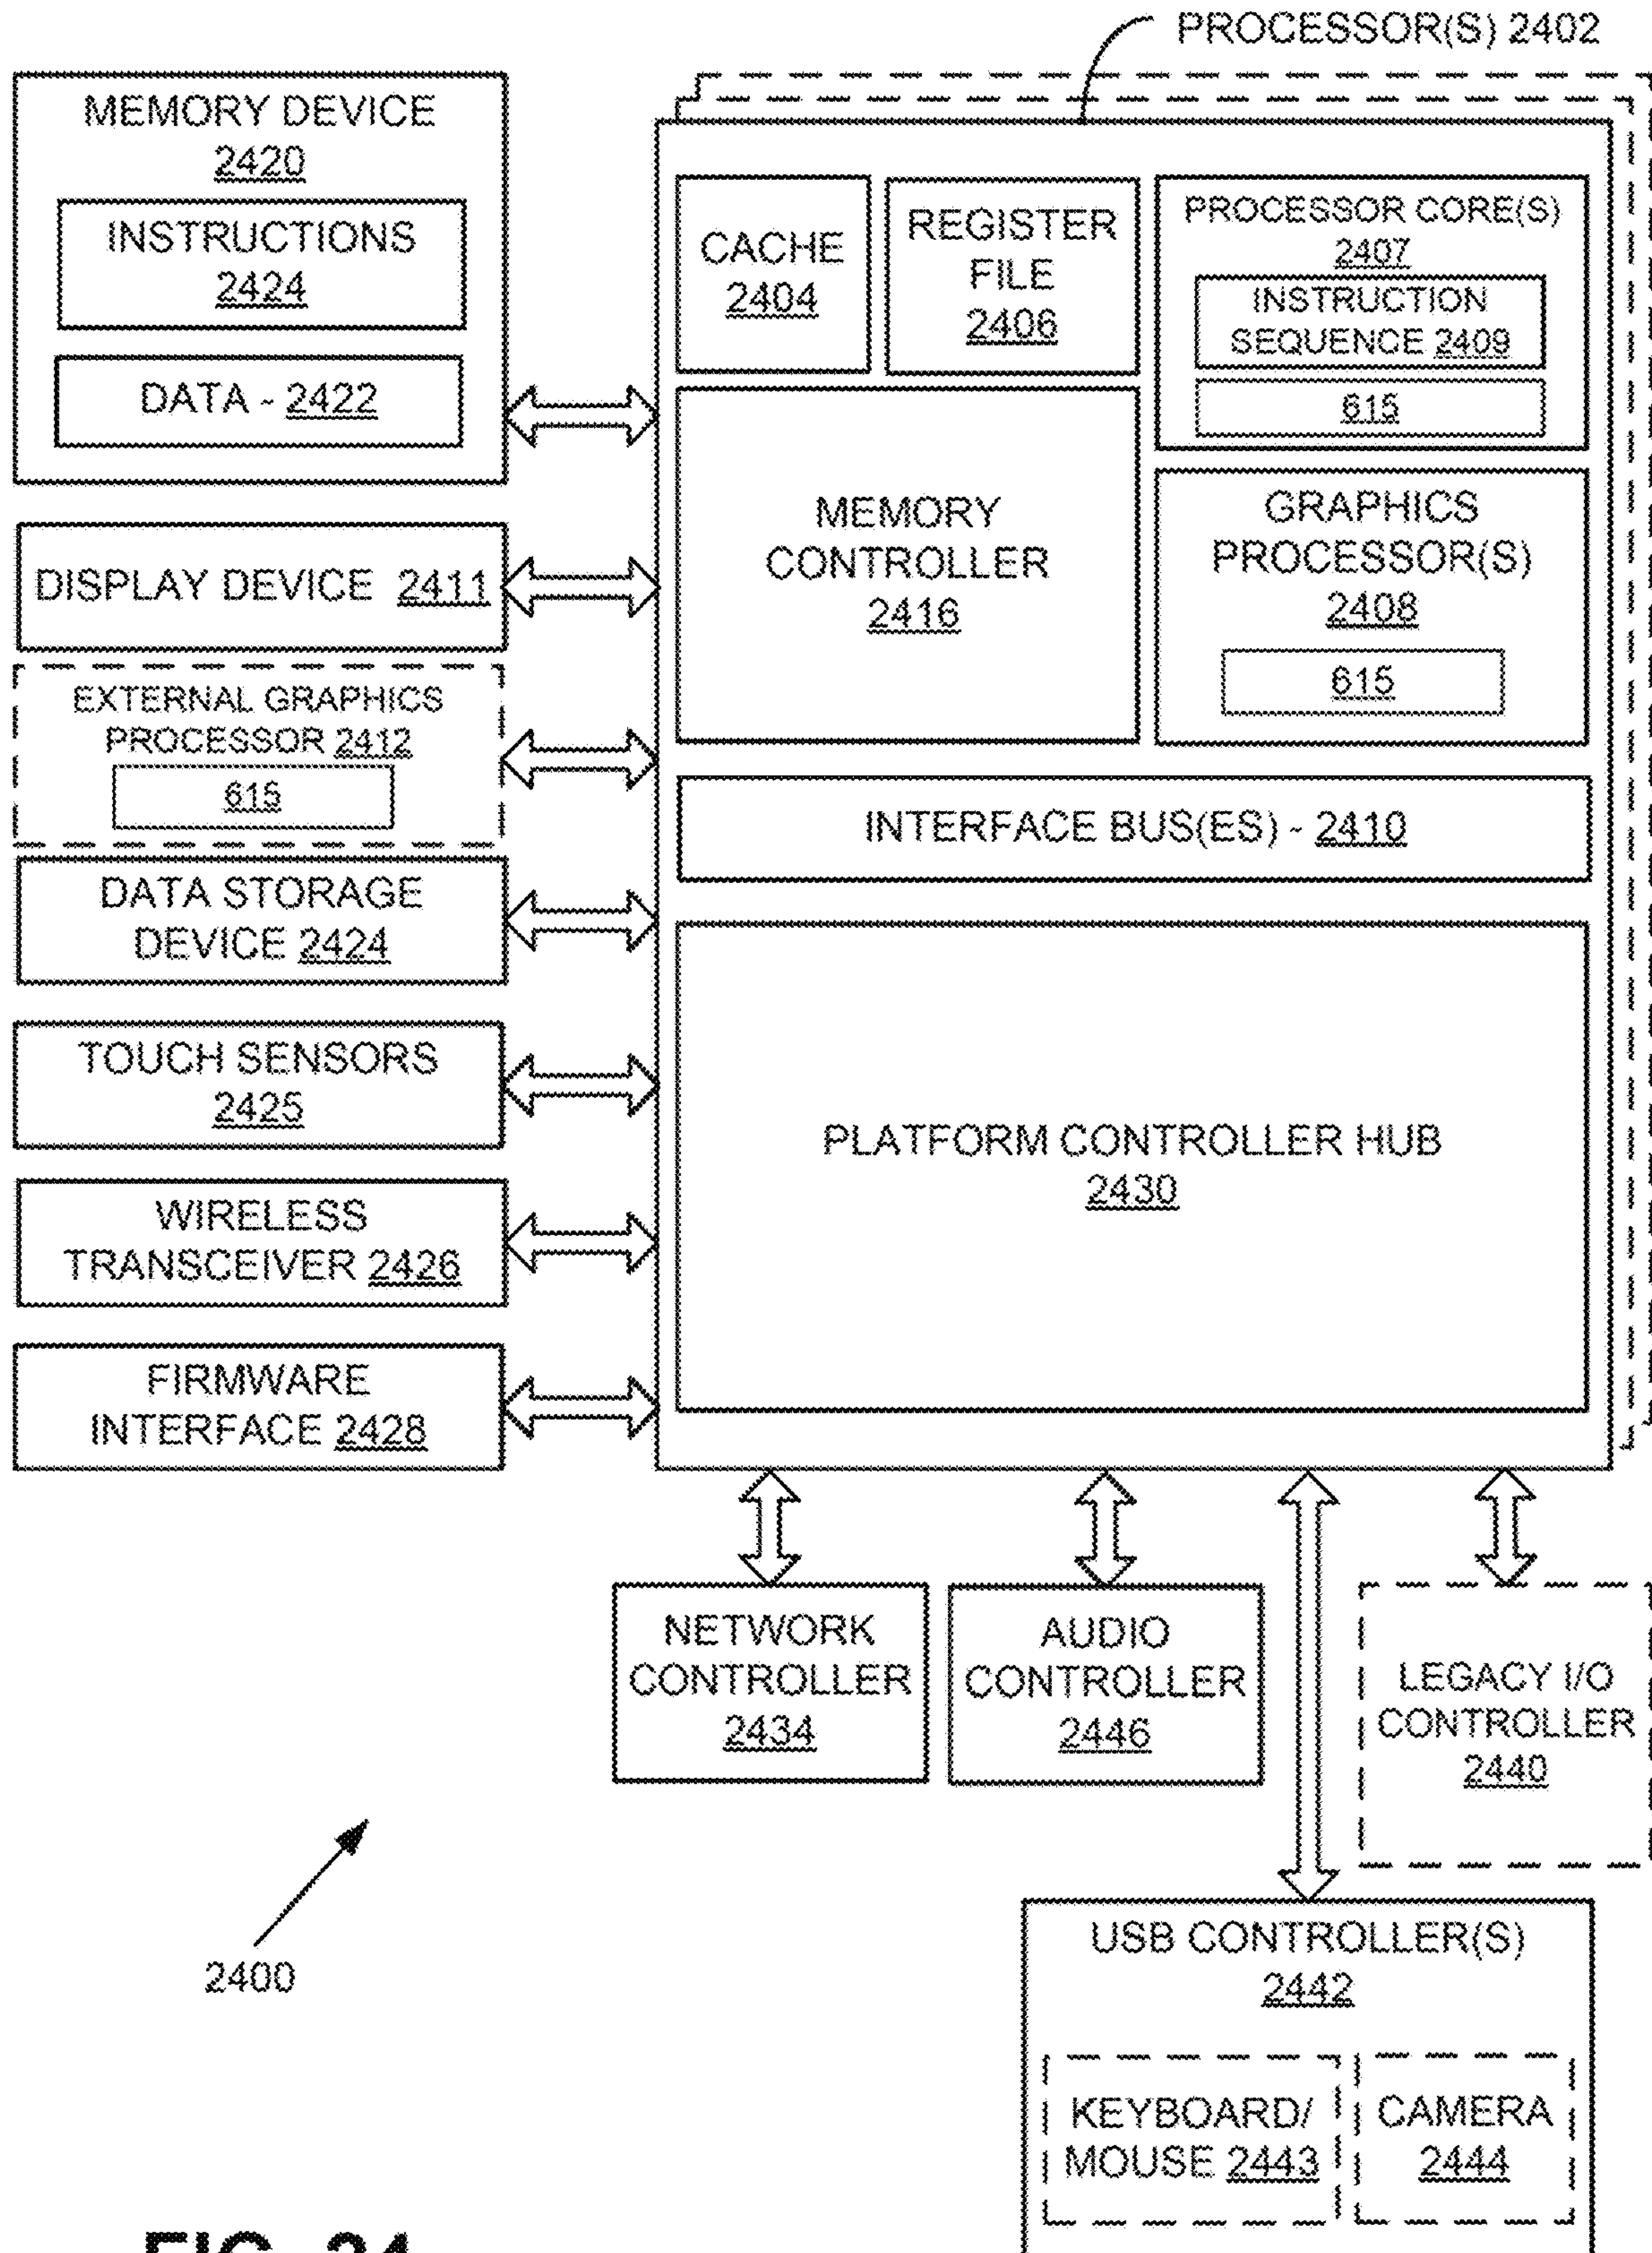 PROCESSOR(S) 2402
MEMORY DEVICE
2420
INSTRUCTIONS
2424
DATA - 2422
DISPLAY DEVICE 2411
EXTERNAL GRAPHICS
PROCESSOR 2412
615
DATA STORAGE
DEVICE 2424
TOUCH SENSORS
2425
WIRELESS
TRANSCEIVER 2426
FIRMWARE
INTERFACE 2428
CACHE
2404
REGISTER
FILE
2406
PROCESSOR CORE(S)
2407
INSTRUCTION
SEQUENCE 2409
615
MEMORY
CONTROLLER
2416
GRAPHICS
PROCESSOR(S)
2408
615
INTERFACE BUS(ES) - 2410
PLATFORM CONTROLLER HUB
2430
NETWORK
CONTROLLER
2434
AUDIO
CONTROLLER
2446
LEGACY I/O
CONTROLLER
2440
2400
USB CONTROLLER(S)
2442
KEYBOARD/
MOUSE 2443
CAMERA
2444
FIG. 24